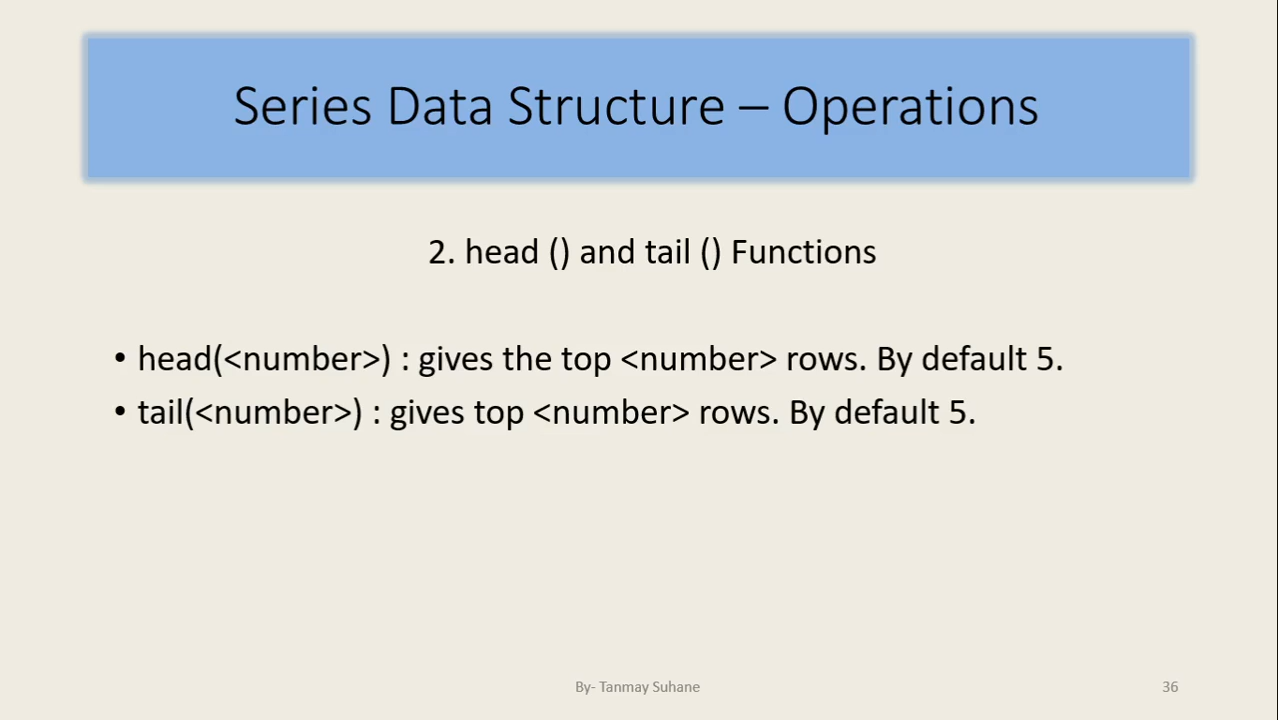 Series Data Structure – Operations
2. head () and tail () Functions
• head(<number>) : gives the top <number> rows. By default 5.
• tail(<number>) : gives top <number> rows. By default 5.
By- Tanmay Suhane
36